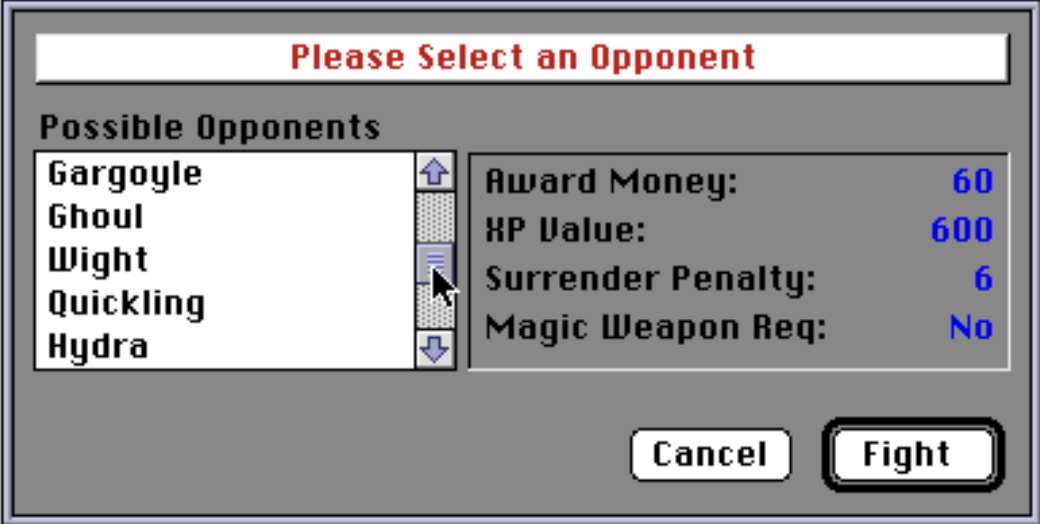 Please Select an Opponent
Possible Opponents
Gargoyle
Ghoul
Wight
Quickling
Hydra
Award Money: 60
XP Value: 600
Surrender Penalty: 6
Magic Weapon Req: No
Cancel
Fight